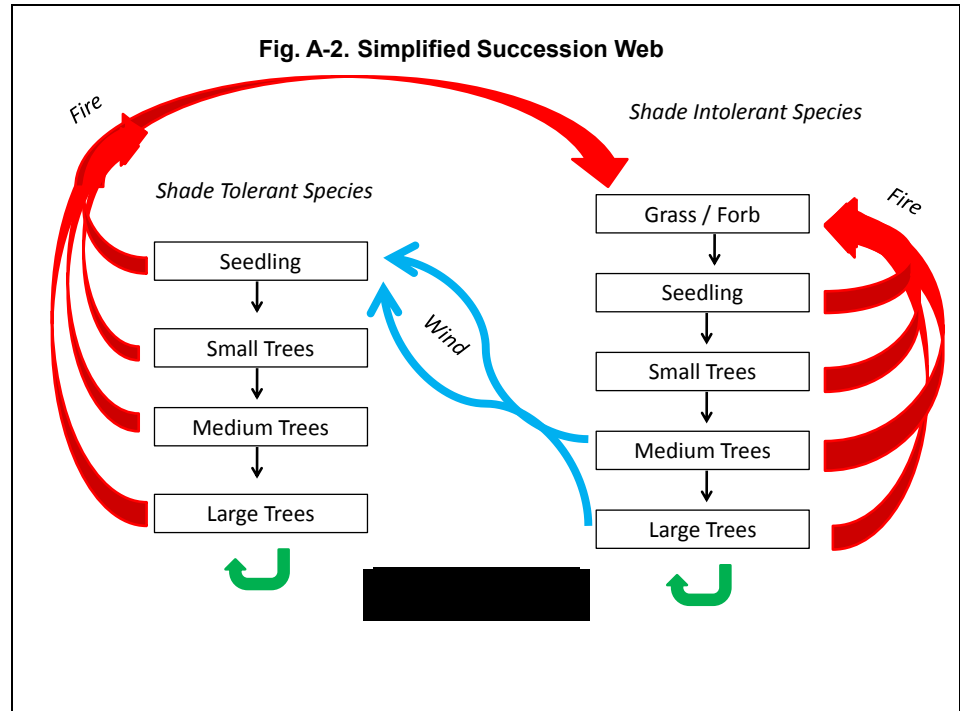 Fig. A-2. Simplified Succession Web
Fire
Shade Intolerant Species
Shade Tolerant Species
Grass / Forb
Fire
Seedling
Seedling
Wind
Small Trees
Small Trees
Medium Trees
Medium Trees
Large Trees
Large Trees